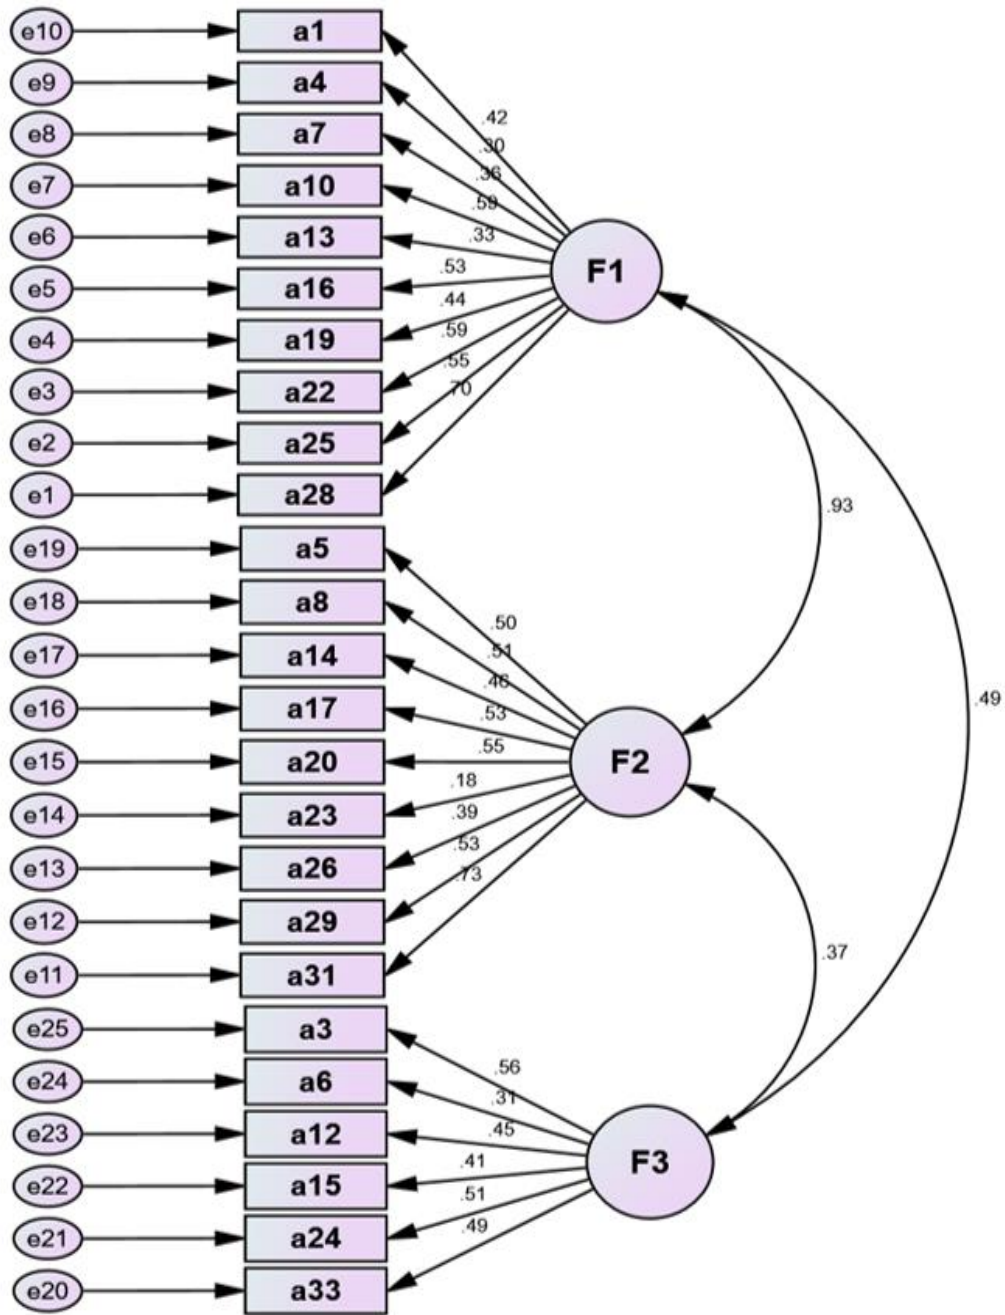 e10 a1
e9 a4
e8 a7
e7 a10
e6 a13
e5 a16
e4 a19
e3 a22
e2 a25
e1 a28
.42
.30
.36
.59
.33
.53
.44
.59
.55
.70
F1
e19 a5
e18 a8
e17 a14
e16 a17
e15 a20
e14 a23
e13 a26
e12 a29
e11 a31
.50
.51
.46
.53
.55
.18
.39
.53
.73
F2
e25 a3
e24 a6
e23 a12
e22 a15
e21 a24
e20 a33
.56
.31
.45
.41
.51
.49
F3
.93
.49
.37